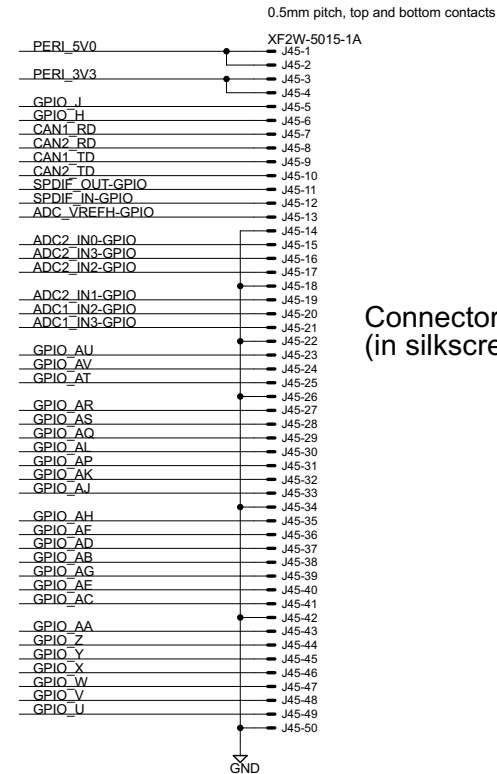 0.5mm pitch, top and bottom contacts
XF2W-5015-1A
PERI_5V0 J45-1
J45-2
PERI_3V3 J45-3
J45-4
GPIO_J J45-5
GPIO_H J45-6
CAN1_RD J45-7
CAN2_RD J45-8
CAN1_TD J45-9
CAN2_TD J45-10
SPDIF_OUT-GPIO J45-11
SPDIF_IN-GPIO J45-12
ADC_VREFH-GPIO J45-13
J45-14
ADC2_IN0-GPIO J45-15
ADC2_IN3-GPIO J45-16
ADC2_IN2-GPIO J45-17
J45-18
ADC2_IN1-GPIO J45-19
ADC1_IN2-GPIO J45-20
ADC1_IN3-GPIO J45-21
J45-22
GPIO_AU J45-23
GPIO_AV J45-24
GPIO_AT J45-25
J45-26
GPIO_AR J45-27
GPIO_AS J45-28
GPIO_AQ J45-29
GPIO_AL J45-30
GPIO_AP J45-31
GPIO_AK J45-32
GPIO_AJ J45-33
J45-34
GPIO_AH J45-35
GPIO_AF J45-36
GPIO_AD J45-37
GPIO_AB J45-38
GPIO_AG J45-39
GPIO_AE J45-40
GPIO_AC J45-41
J45-42
GPIO_AA J45-43
GPIO_Z J45-44
GPIO_Y J45-45
GPIO_X J45-46
GPIO_W J45-47
GPIO_V J45-48
GPIO_U J45-49
J45-50
GND
Connector
(in silkscre